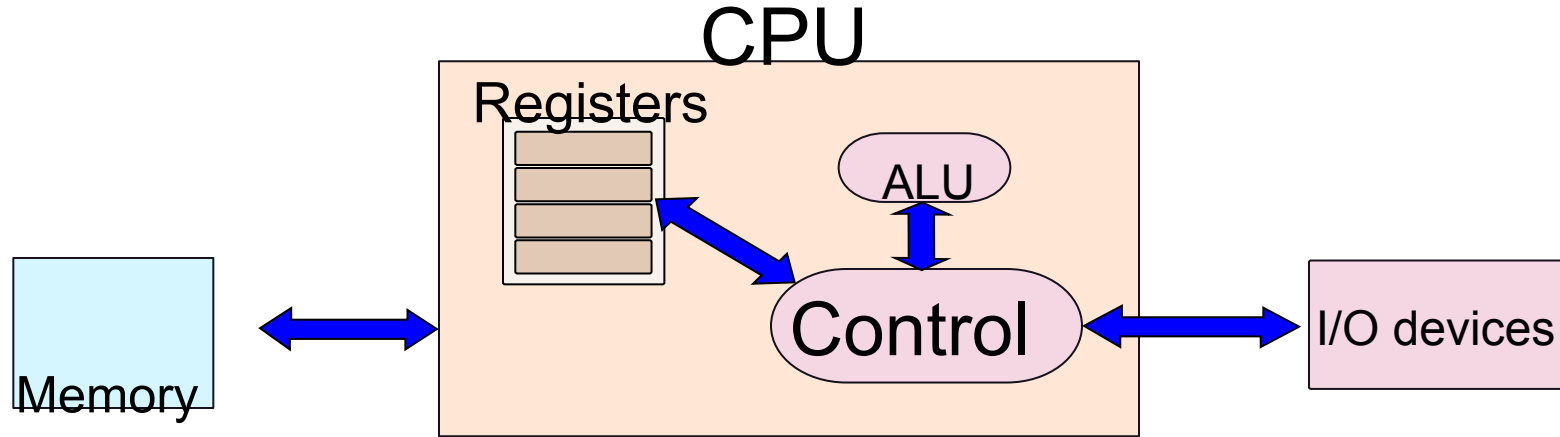 CPU
Registers
ALU
Control
I/O devices
Memory